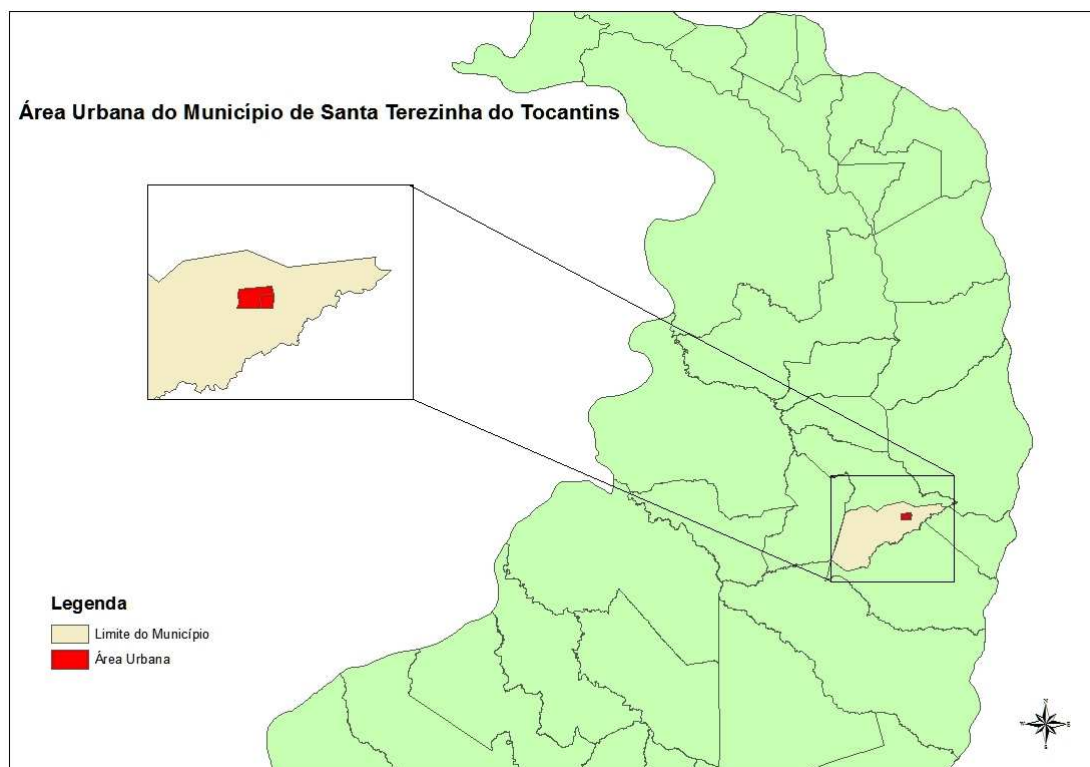 Área Urbana do Município de Santa Terezinha do Tocantins
Legenda
Limite do Município
Área Urbana
N
W E
S